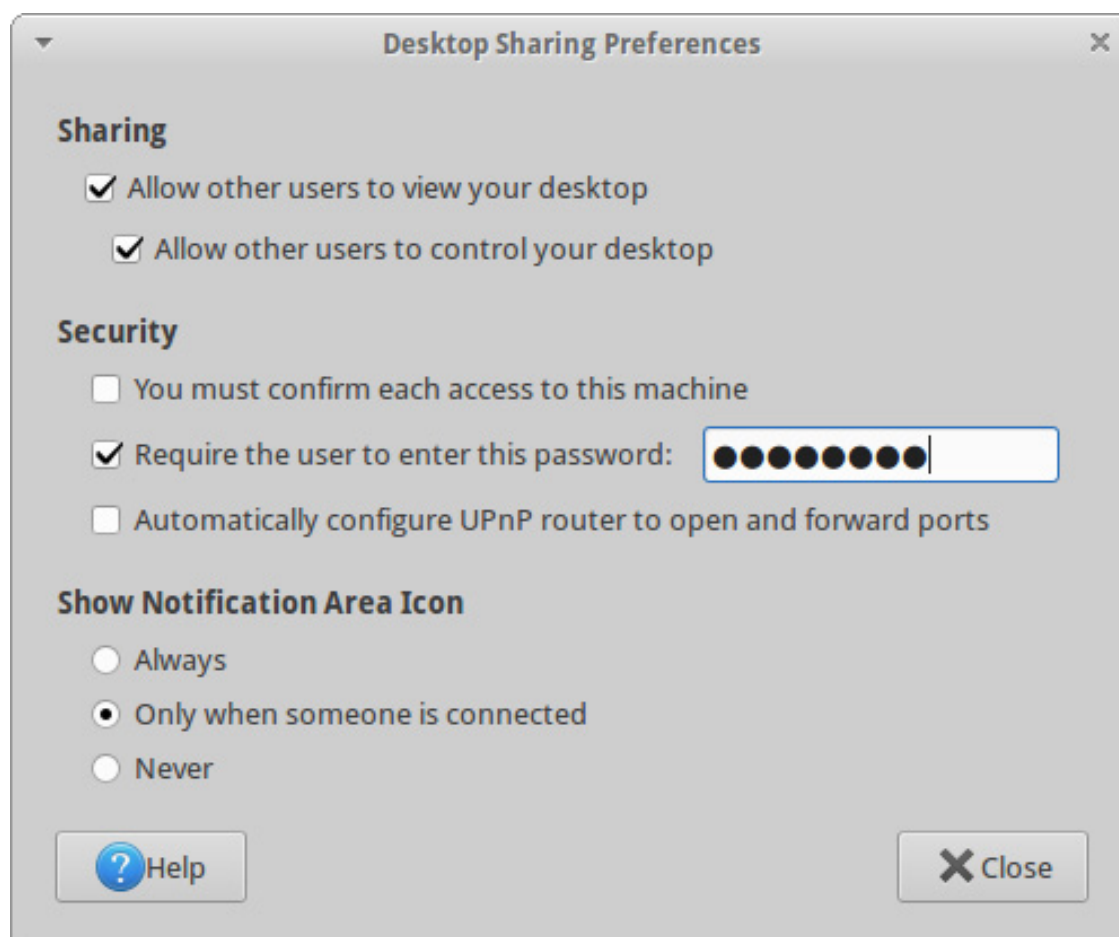 Desktop Sharing Preferences
Sharing
Allow other users to view your desktop
Allow other users to control your desktop
Security
You must confirm each access to this machine
Require the user to enter this password: ●●●●●●●●
Automatically configure UPnP router to open and forward ports
Show Notification Area Icon
Always
Only when someone is connected
Never
Help
Close